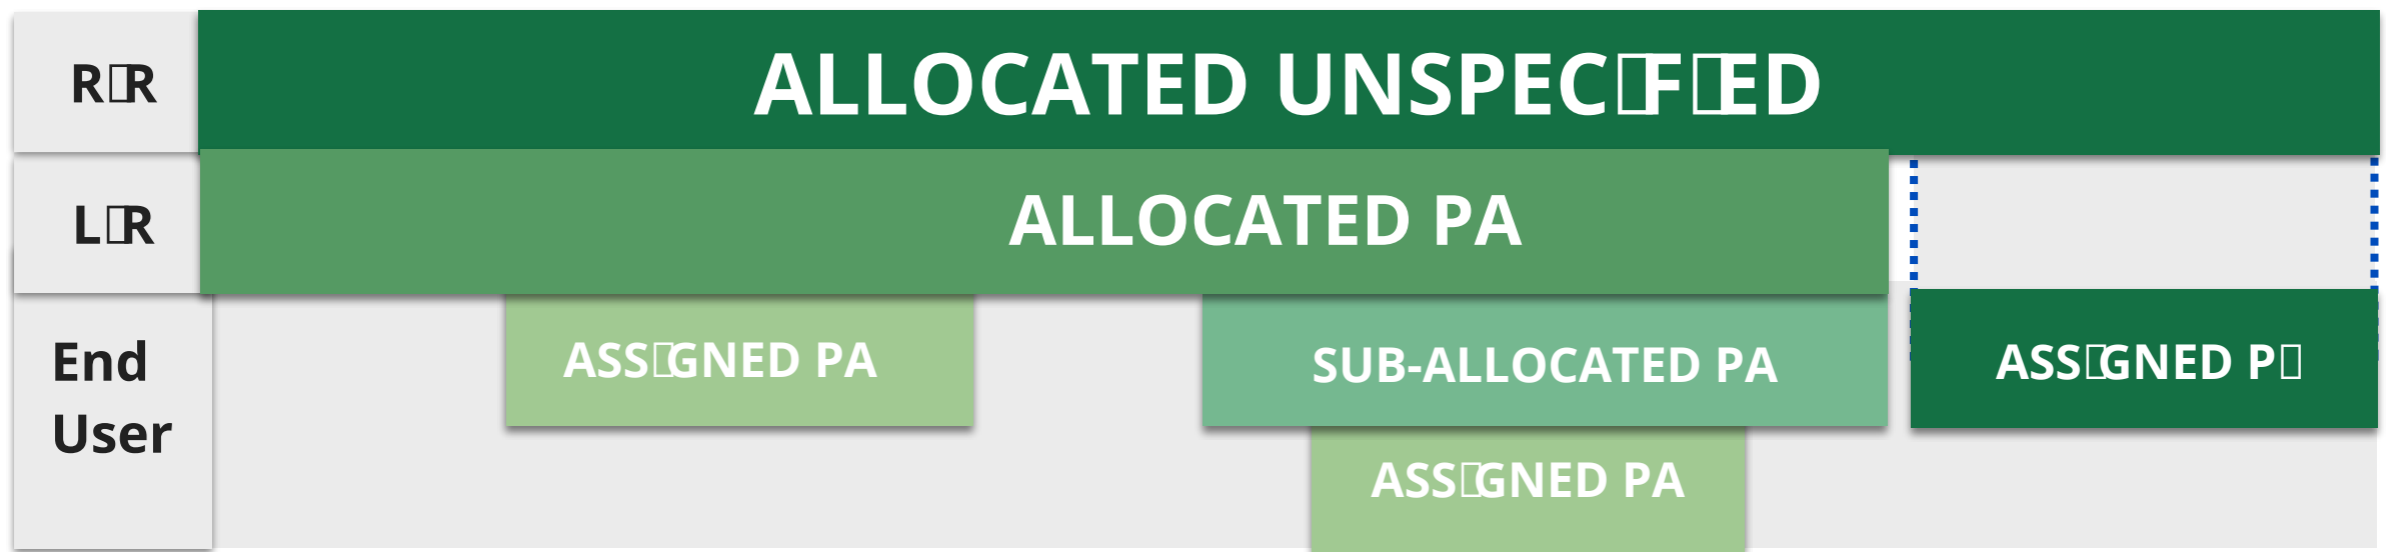 R▯R
ALLOCATED UNSPEC▯F▯ED
L▯R
ALLOCATED PA
End
User
ASS▯GNED PA
SUB-ALLOCATED PA
ASS▯GNED P▯
ASS▯GNED PA